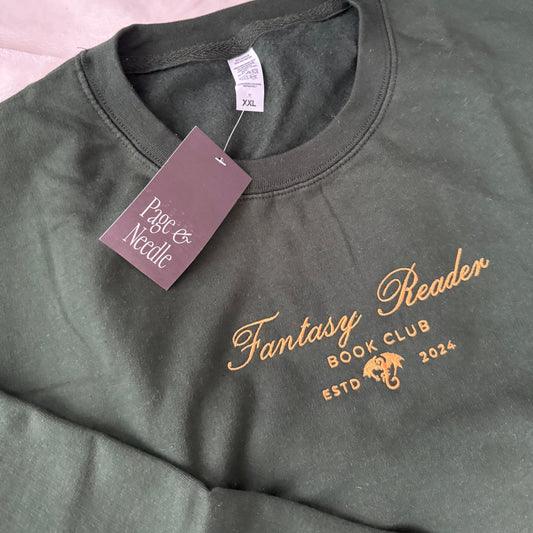 XXL
Page &
Needle
Fantasy Reader
BOOK CLUB
ESTD 2024